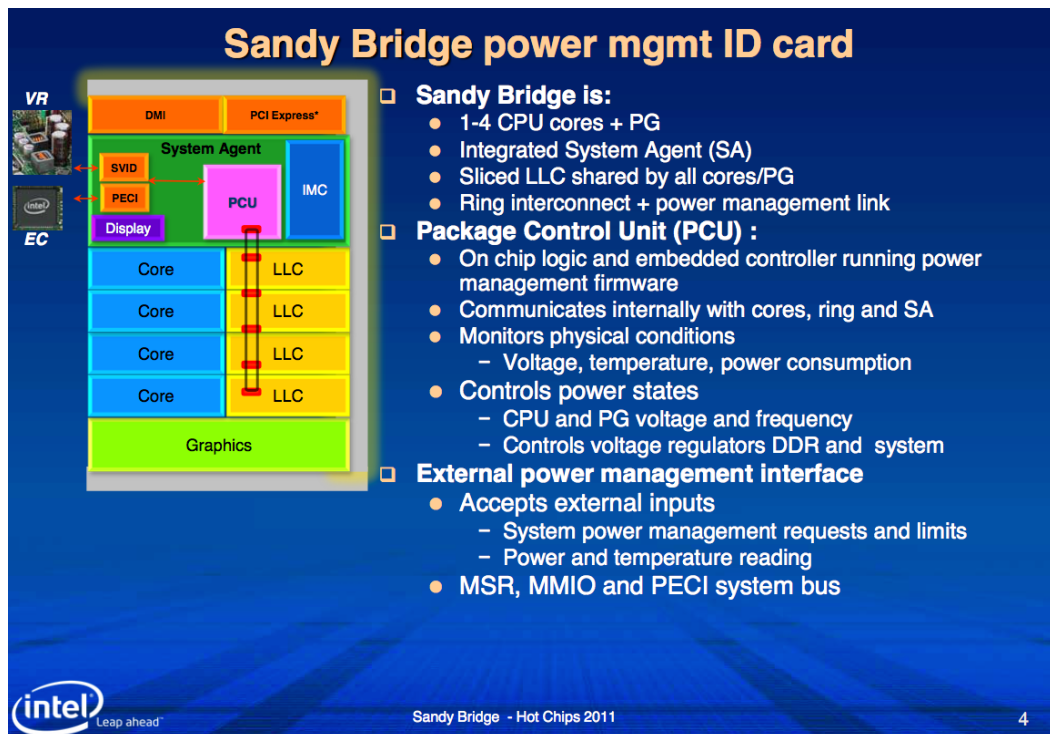 Sandy Bridge power mgmt ID card
VR
EC
intel
DMI
PCI Express*
System Agent
SVID
PECI
PCU
IMC
Display
Core
LLC
Core
LLC
Core
LLC
Core
LLC
Graphics
Sandy Bridge is:
1-4 CPU cores + PG
Integrated System Agent (SA)
Sliced LLC shared by all cores/PG
Ring interconnect + power management link
Package Control Unit (PCU) :
On chip logic and embedded controller running power
management firmware
Communicates internally with cores, ring and SA
Monitors physical conditions
– Voltage, temperature, power consumption
Controls power states
– CPU and PG voltage and frequency
– Controls voltage regulators DDR and system
External power management interface
Accepts external inputs
– System power management requests and limits
– Power and temperature reading
MSR, MMIO and PECI system bus
intel Leap ahead™
Sandy Bridge - Hot Chips 2011
4